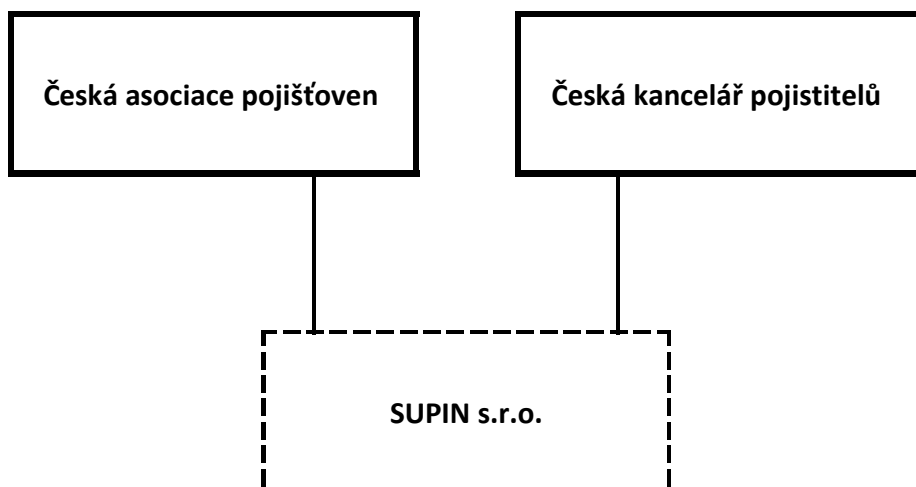 Česká asociace pojišťoven
Česká kancelář pojistitelů
SUPIN s.r.o.